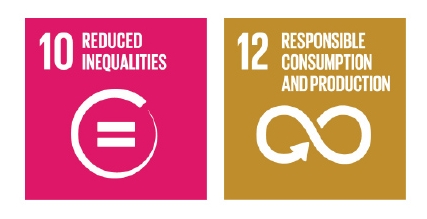 10 REDUCED
INEQUALITIES
=
12 RESPONSIBLE
CONSUMPTION
AND PRODUCTION